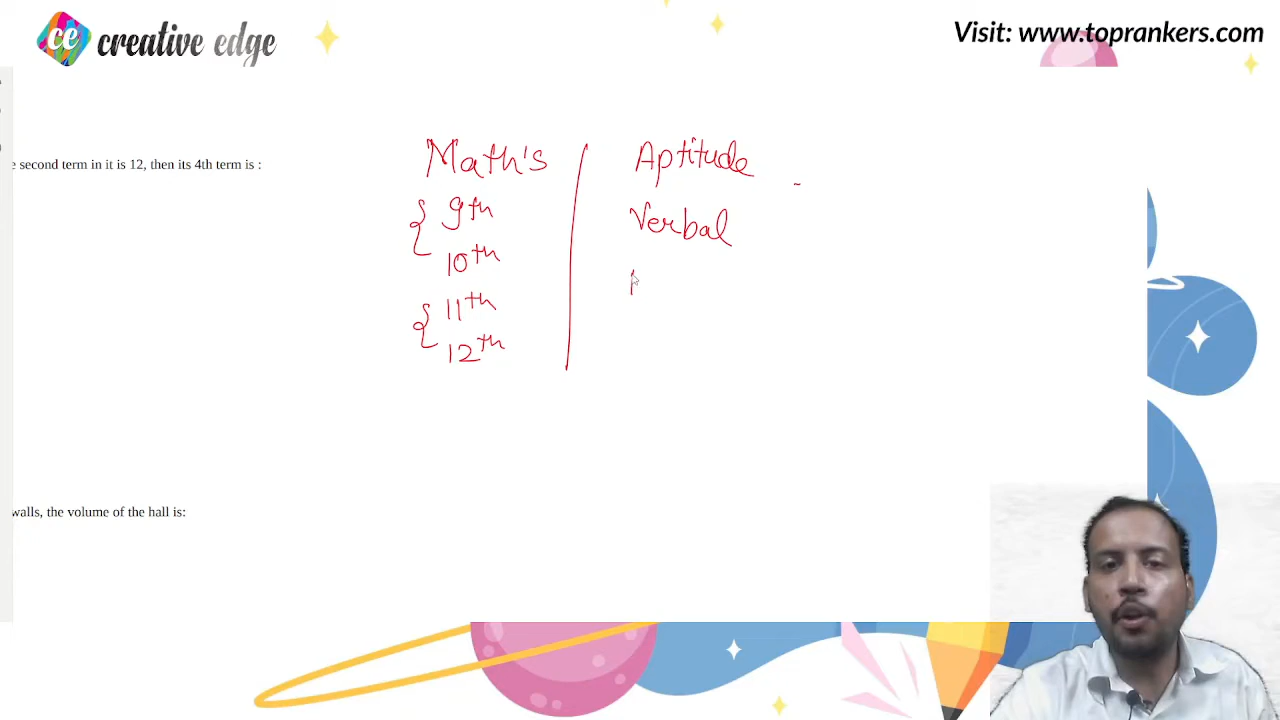 ce creative edge
Visit: www.toprankers.com
e second term in it is 12, then its 4th term is :
Math's
9th
10th
11th
12th
Aptitude
Verbal
walls, the volume of the hall is: